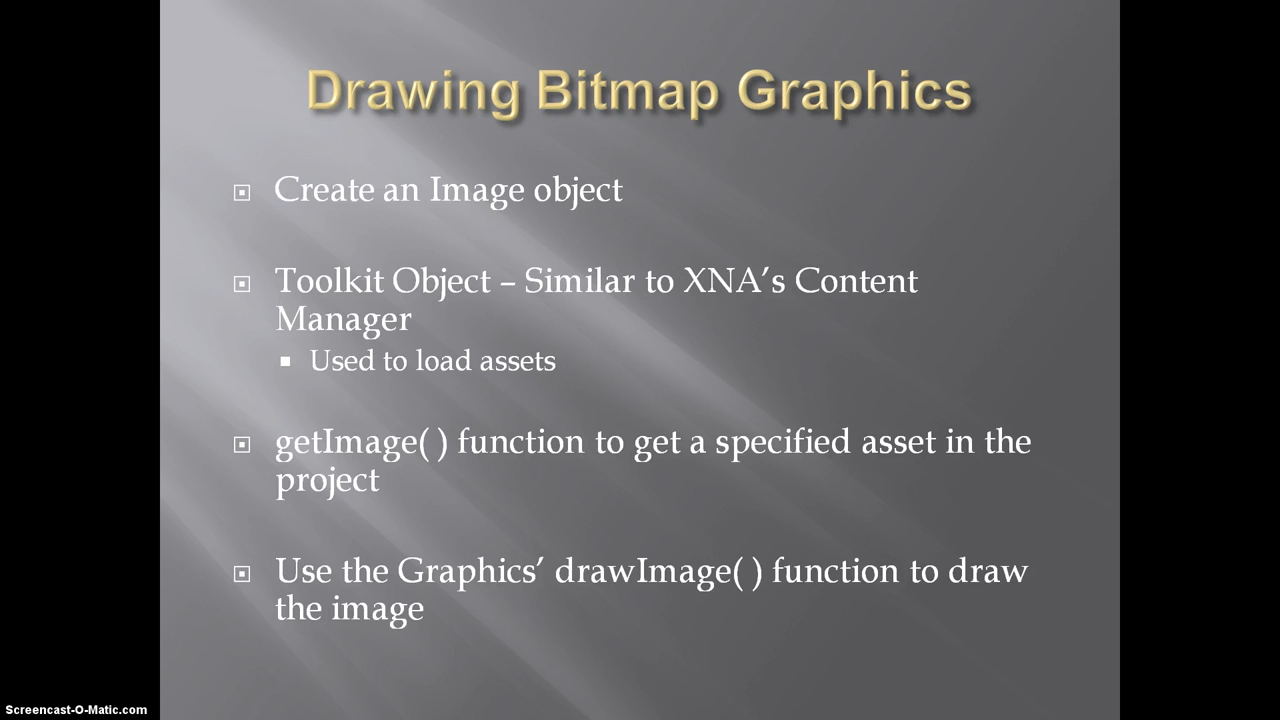 Drawing Bitmap Graphics
Create an Image object
Toolkit Object – Similar to XNA’s Content
Manager
Used to load assets
getImage( ) function to get a specified asset in the
project
Use the Graphics’ drawImage( ) function to draw
the image
Screencast-O-Matic.com